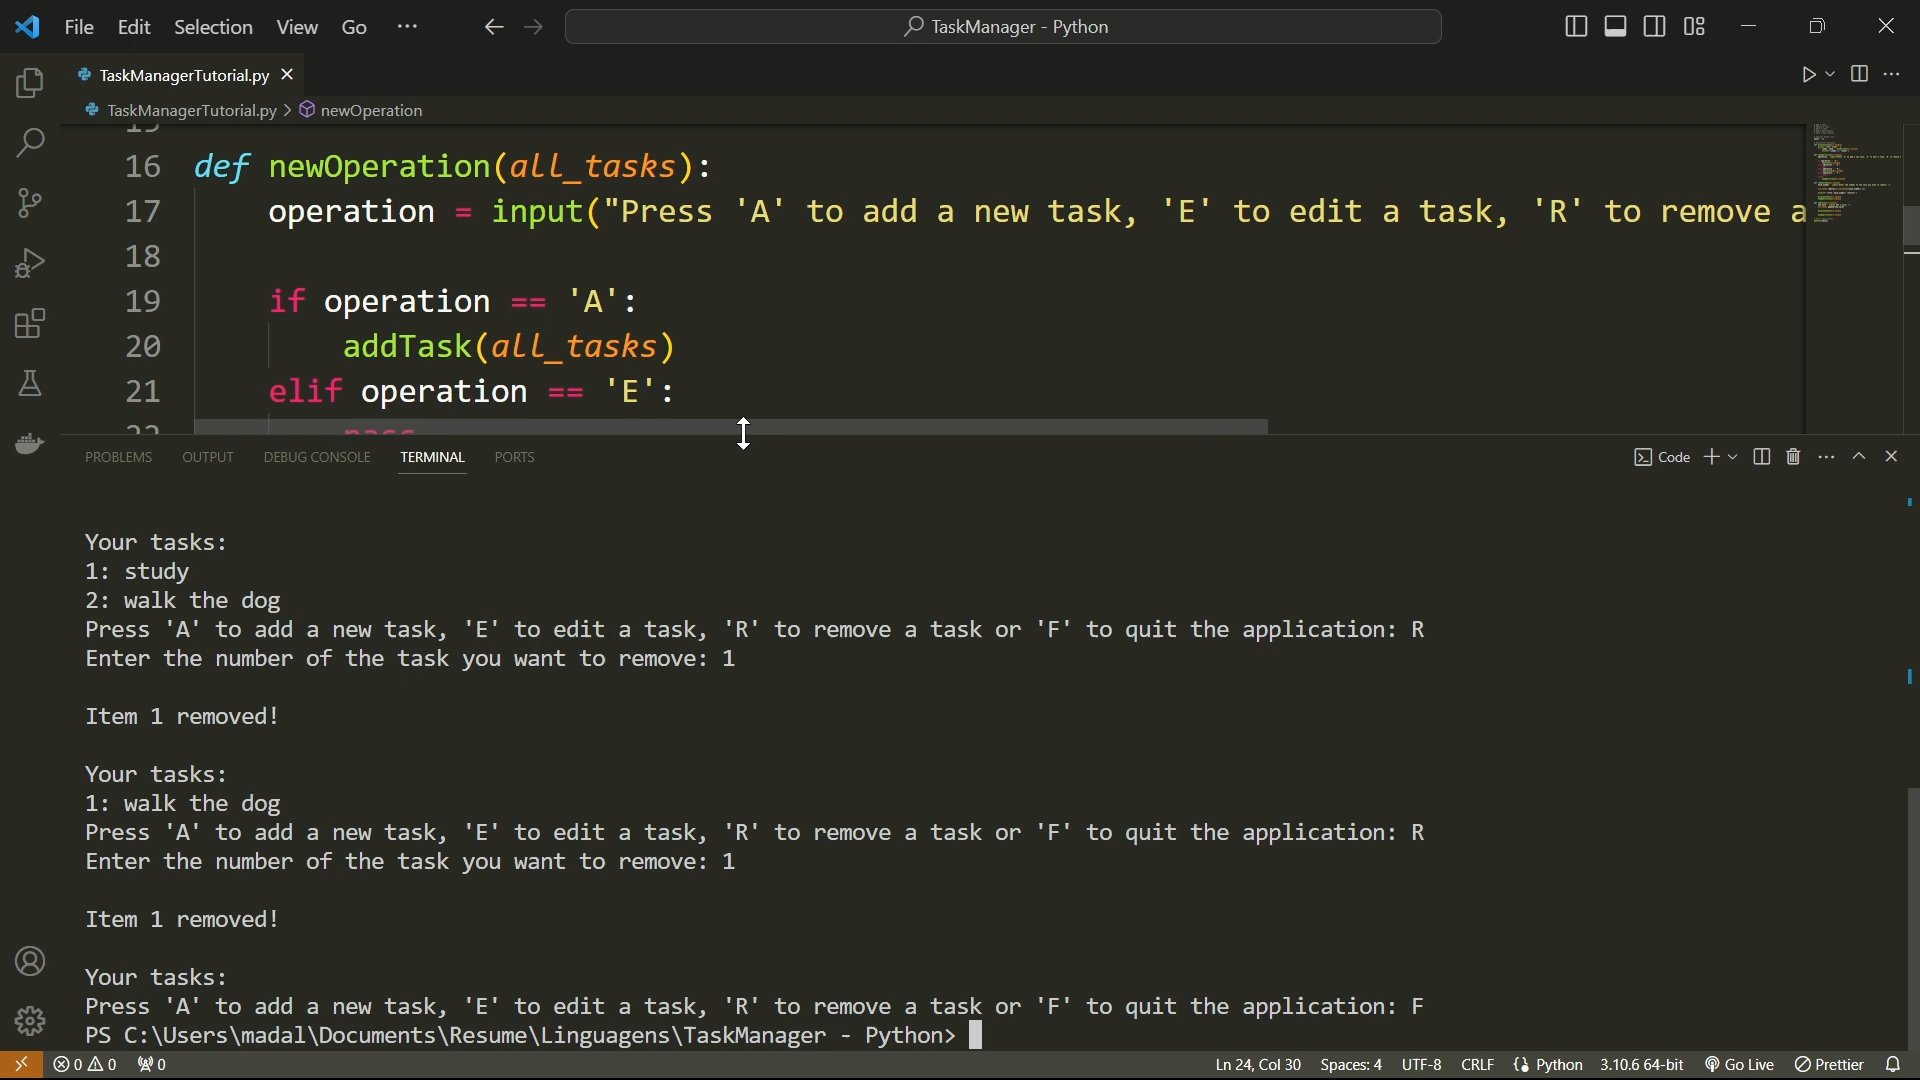 File Edit Selection View Go ··· TaskManager - Python
TaskManagerTutorial.py
TaskManagerTutorial.py > newOperation
16 def newOperation(all_tasks):
17 operation = input("Press 'A' to add a new task, 'E' to edit a task, 'R' to remove a
18
19 if operation == 'A':
20 addTask(all_tasks)
21 elif operation == 'E':
PROBLEMS OUTPUT DEBUG CONSOLE TERMINAL PORTS Code
Your tasks:
1: study
2: walk the dog
Press 'A' to add a new task, 'E' to edit a task, 'R' to remove a task or 'F' to quit the application: R
Enter the number of the task you want to remove: 1
Item 1 removed!
Your tasks:
1: walk the dog
Press 'A' to add a new task, 'E' to edit a task, 'R' to remove a task or 'F' to quit the application: R
Enter the number of the task you want to remove: 1
Item 1 removed!
Your tasks:
Press 'A' to add a new task, 'E' to edit a task, 'R' to remove a task or 'F' to quit the application: F
PS C:\Users\madal\Documents\Resume\Linguagens\TaskManager - Python>
0 0 0 Ln 24, Col 30 Spaces: 4 UTF-8 CRLF {} Python 3.10.6 64-bit Go Live Prettier